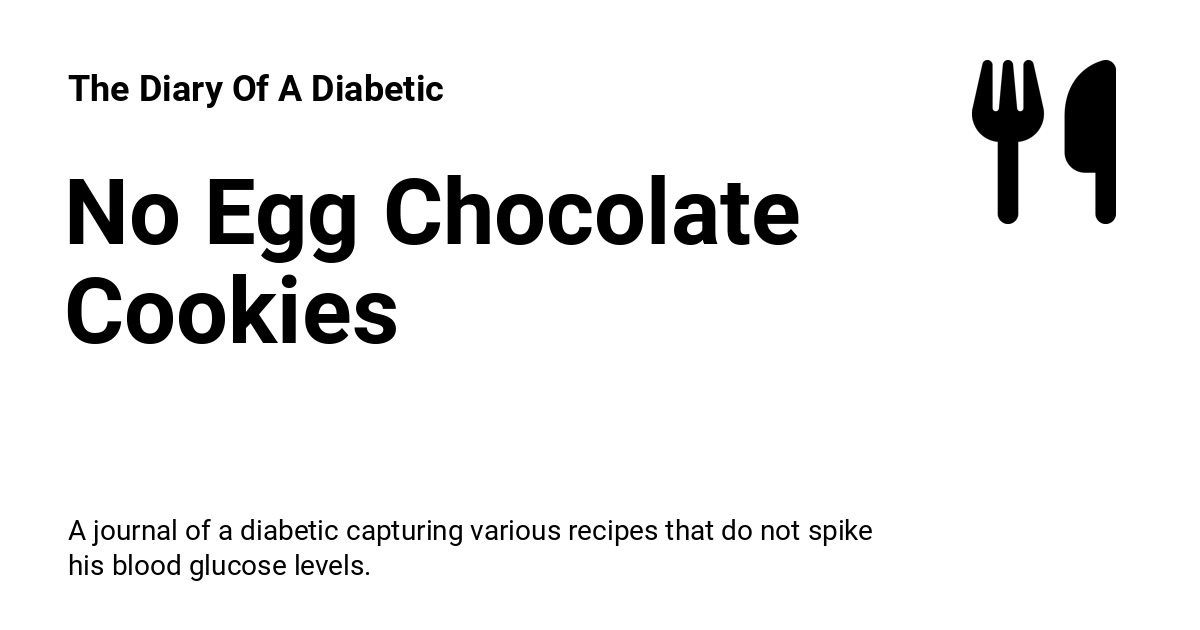 The Diary Of A Diabetic
No Egg Chocolate
Cookies
A journal of a diabetic capturing various recipes that do not spike
his blood glucose levels.